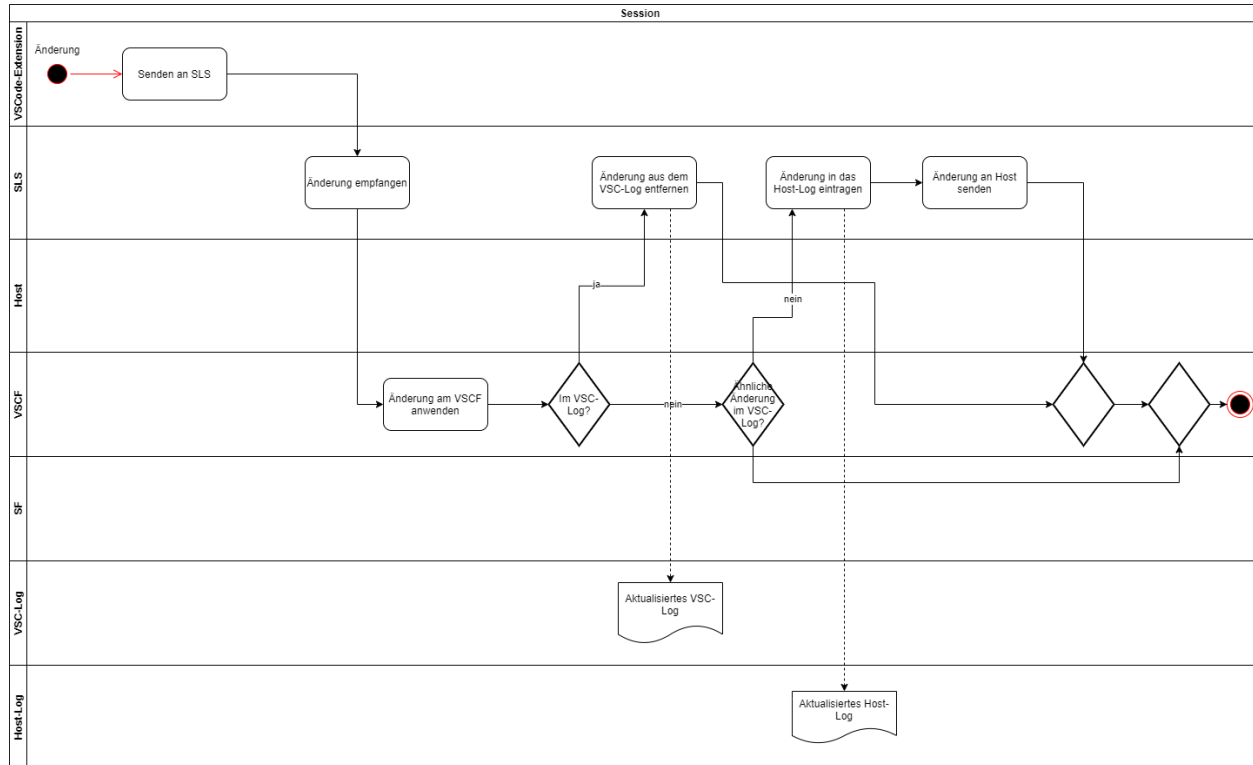 Session
VSCode-Extension
Änderung
Senden an SLS
SLS
Änderung empfangen
Änderung aus dem
VSC-Log entfernen
Änderung in das
Host-Log eintragen
Änderung an Host
senden
Host
ja
nein
VSCF
Änderung am VSCF
anwenden
Im VSC-
Log?
nein
Ähnliche
Änderung
im VSC-
Log?
SF
VSC-Log
Aktualisiertes VSC-
Log
Host-Log
Aktualisiertes Host-
Log